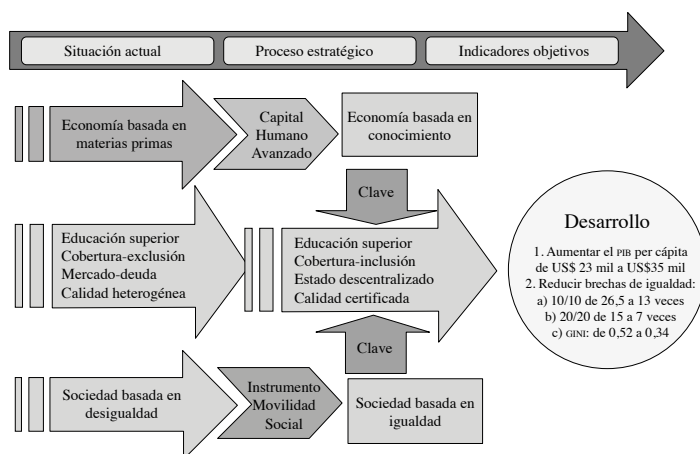 Situación actual
Proceso estratégico
Indicadores objetivos
Economía basada en
materias primas
Capital
Humano
Avanzado
Economía basada en
conocimiento
Clave
Educación superior
Cobertura-exclusión
Mercado-deuda
Calidad heterogénea
Educación superior
Cobertura-inclusión
Estado descentralizado
Calidad certificada
Desarrollo
1. Aumentar el PIB per cápita
de US$ 23 mil a US$35 mil
2. Reducir brechas de igualdad:
a) 10/10 de 26,5 a 13 veces
b) 20/20 de 15 a 7 veces
c) GINI: de 0,52 a 0,34
Clave
Sociedad basada en
desigualdad
Instrumento
Movilidad
Social
Sociedad basada en
igualdad